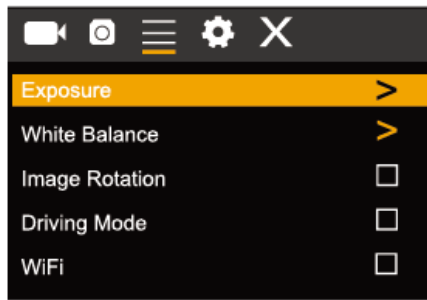 Exposure >
White Balance >
Image Rotation
Driving Mode
WiFi